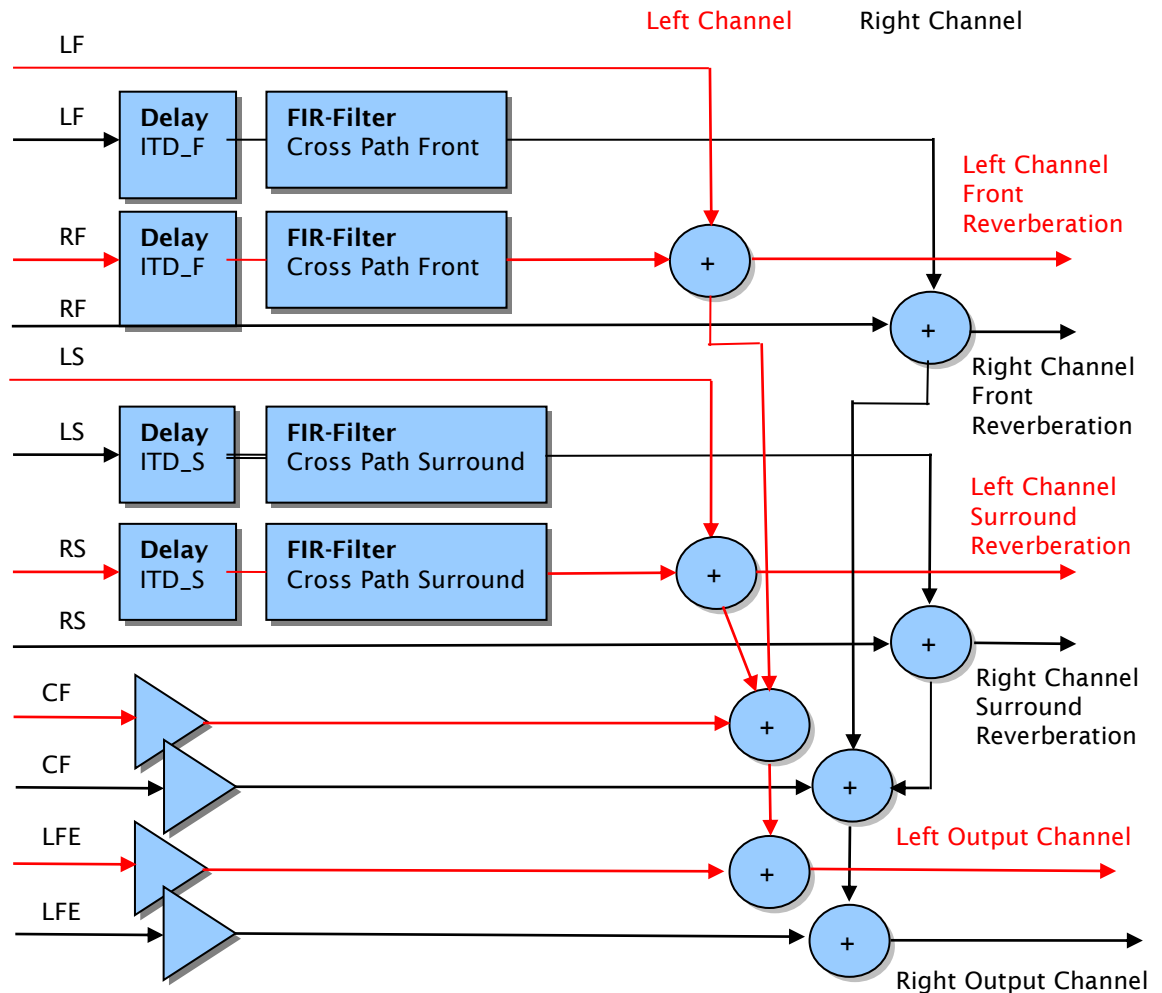 Left Channel
Right Channel
LF
LF
Delay
ITD_F
FIR-Filter
Cross Path Front
Left Channel
Front
Reverberation
RF
Delay
ITD_F
FIR-Filter
Cross Path Front
+
RF
+
LS
Right Channel
Front
Reverberation
LS
Delay
ITD_S
FIR-Filter
Cross Path Surround
Left Channel
Surround
Reverberation
RS
Delay
ITD_S
FIR-Filter
Cross Path Surround
+
RS
+
Right Channel
Surround
Reverberation
CF
+
CF
+
LFE
Left Output Channel
+
LFE
+
Right Output Channel